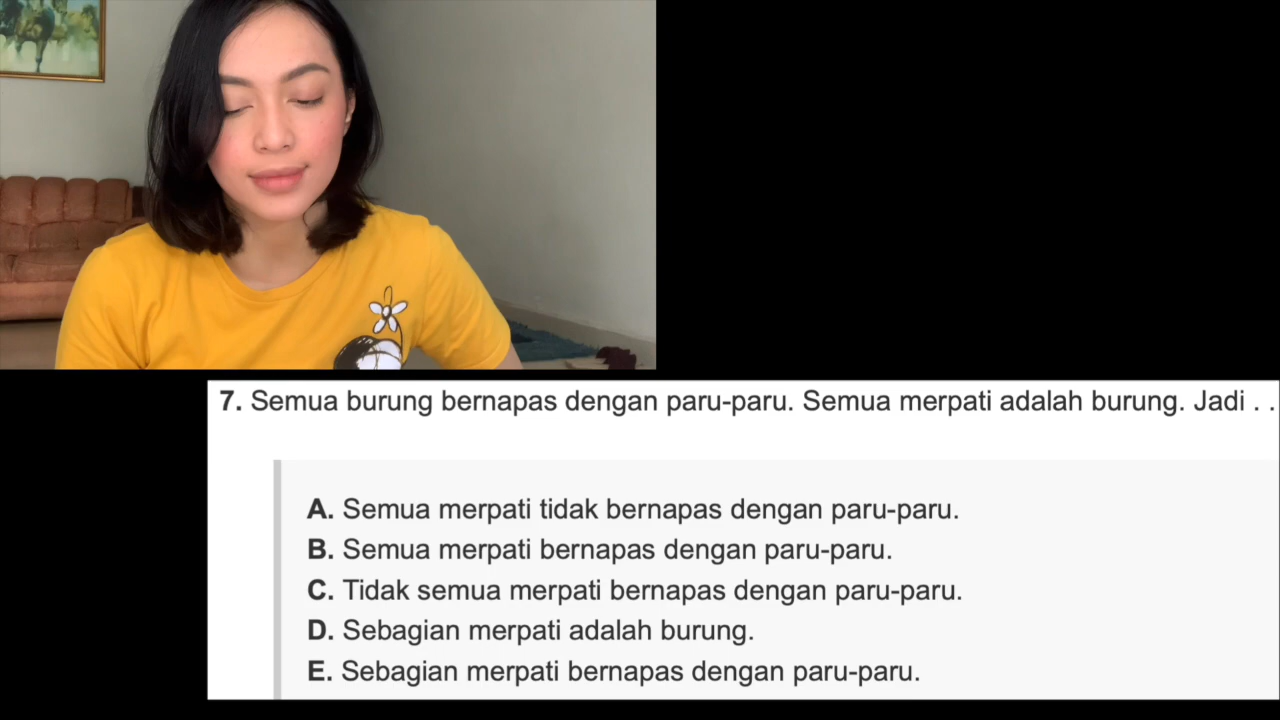 7. Semua burung bernapas dengan paru-paru. Semua merpati adalah burung. Jadi . .
A. Semua merpati tidak bernapas dengan paru-paru.
B. Semua merpati bernapas dengan paru-paru.
C. Tidak semua merpati bernapas dengan paru-paru.
D. Sebagian merpati adalah burung.
E. Sebagian merpati bernapas dengan paru-paru.